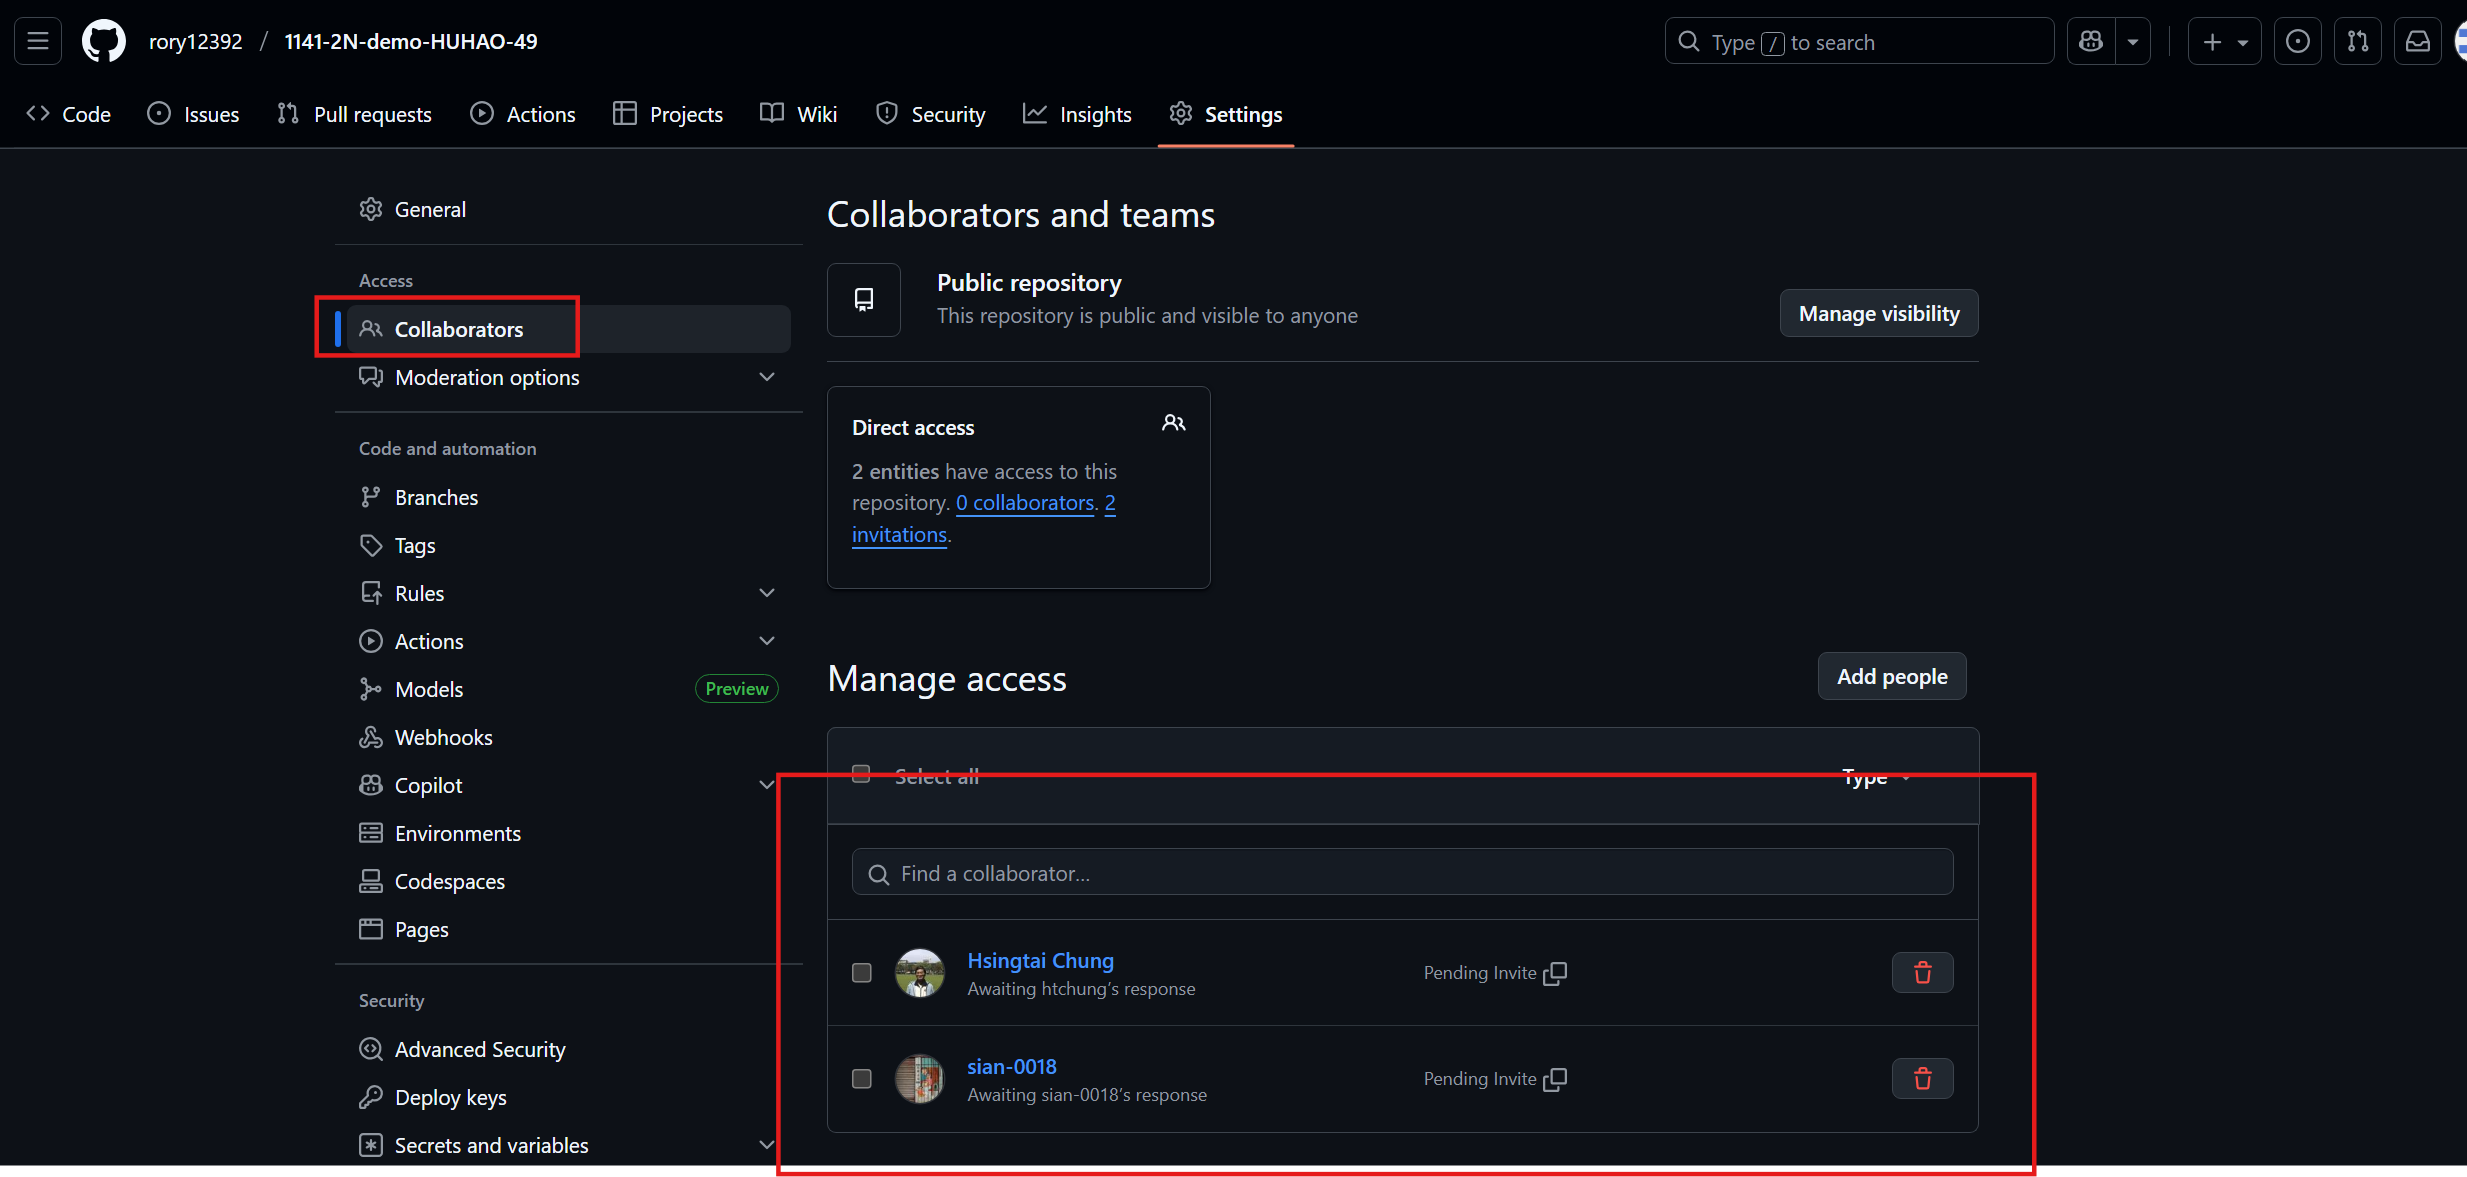 rory12392 / 1141-2N-demo-HUHAO-49
Type / to search
Code
Issues
Pull requests
Actions
Projects
Wiki
Security
Insights
Settings
General
Access
Collaborators
Moderation options
Code and automation
Branches
Tags
Rules
Actions
Models
Preview
Webhooks
Copilot
Environments
Codespaces
Pages
Security
Advanced Security
Deploy keys
Secrets and variables
Collaborators and teams
Public repository
This repository is public and visible to anyone
Manage visibility
Direct access
2 entities have access to this
repository. 0 collaborators. 2
invitations.
Manage access
Add people
Select all
Type
Find a collaborator...
Hsingtai Chung
Awaiting htchung's response
Pending Invite
sian-0018
Awaiting sian-0018's response
Pending Invite